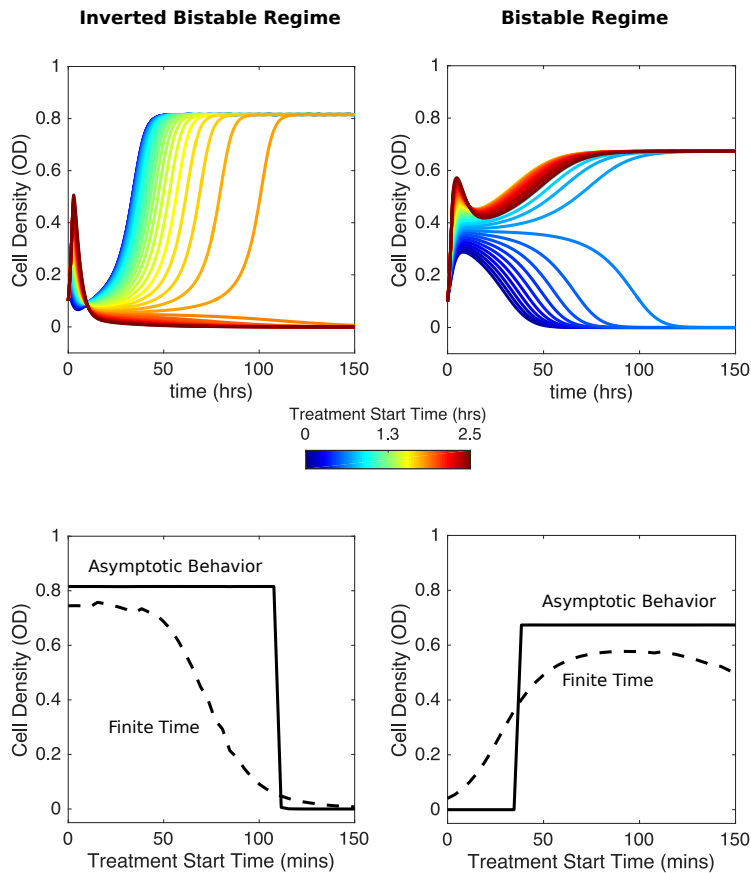 Inverted Bistable Regime
Bistable Regime
1
0.8
0.6
0.4
0.2
0
Cell Density (OD)
0 50 100 150
time (hrs)
1
0.8
0.6
0.4
0.2
0
Cell Density (OD)
0 50 100 150
time (hrs)
Treatment Start Time (hrs)
0 1.3 2.5
1
0.8
0.6
0.4
0.2
0
Cell Density (OD)
Asymptotic Behavior
Finite Time
0 50 100 150
Treatment Start Time (mins)
1
0.8
0.6
0.4
0.2
0
Cell Density (OD)
Asymptotic Behavior
Finite Time
0 50 100 150
Treatment Start Time (mins)